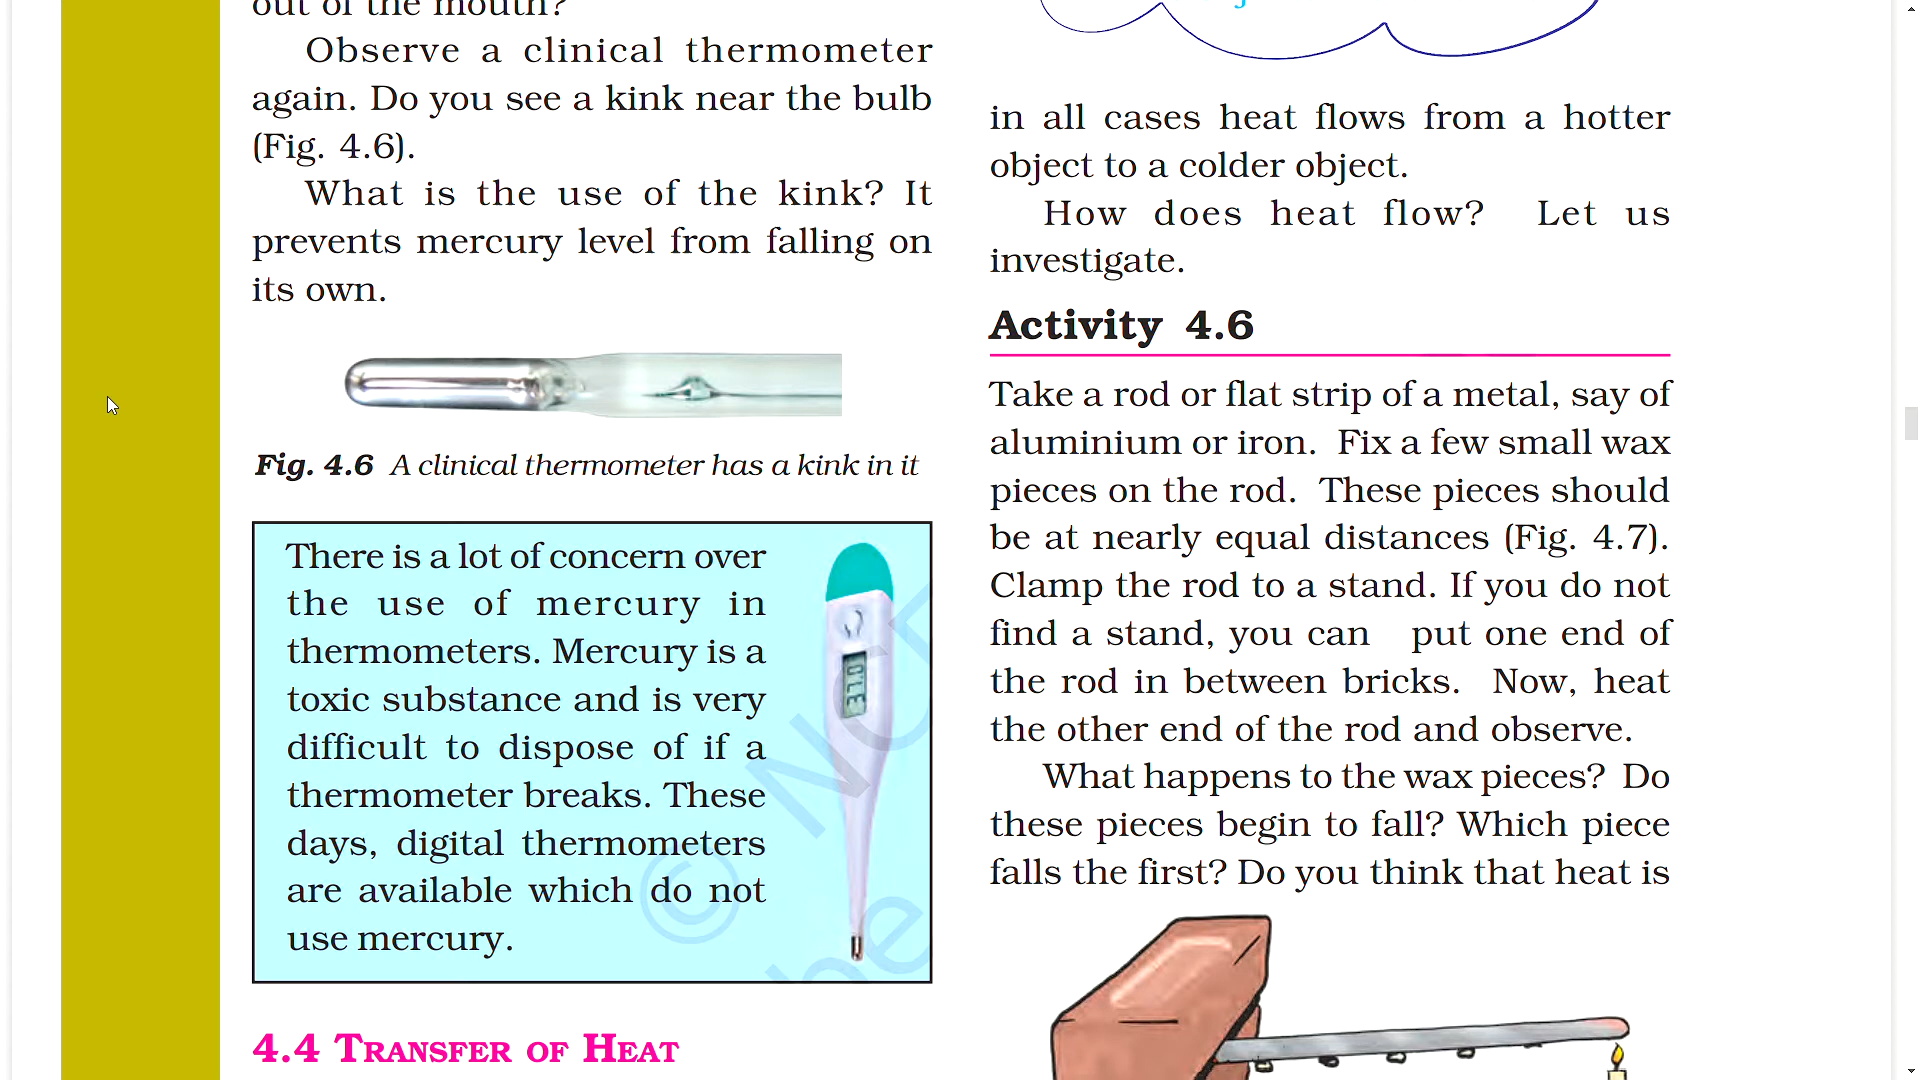 out of the mouth?
Observe a clinical thermometer
again. Do you see a kink near the bulb
(Fig. 4.6).
What is the use of the kink? It
prevents mercury level from falling on
its own.
Fig. 4.6 A clinical thermometer has a kink in it
There is a lot of concern over
the use of mercury in
thermometers. Mercury is a
toxic substance and is very
difficult to dispose of if a
thermometer breaks. These
days, digital thermometers
are available which do not
use mercury.
4.4 TRANSFER OF HEAT
in all cases heat flows from a hotter
object to a colder object.
How does heat flow? Let us
investigate.
Activity 4.6
Take a rod or flat strip of a metal, say of
aluminium or iron. Fix a few small wax
pieces on the rod. These pieces should
be at nearly equal distances (Fig. 4.7).
Clamp the rod to a stand. If you do not
find a stand, you can put one end of
the rod in between bricks. Now, heat
the other end of the rod and observe.
What happens to the wax pieces? Do
these pieces begin to fall? Which piece
falls the first? Do you think that heat is